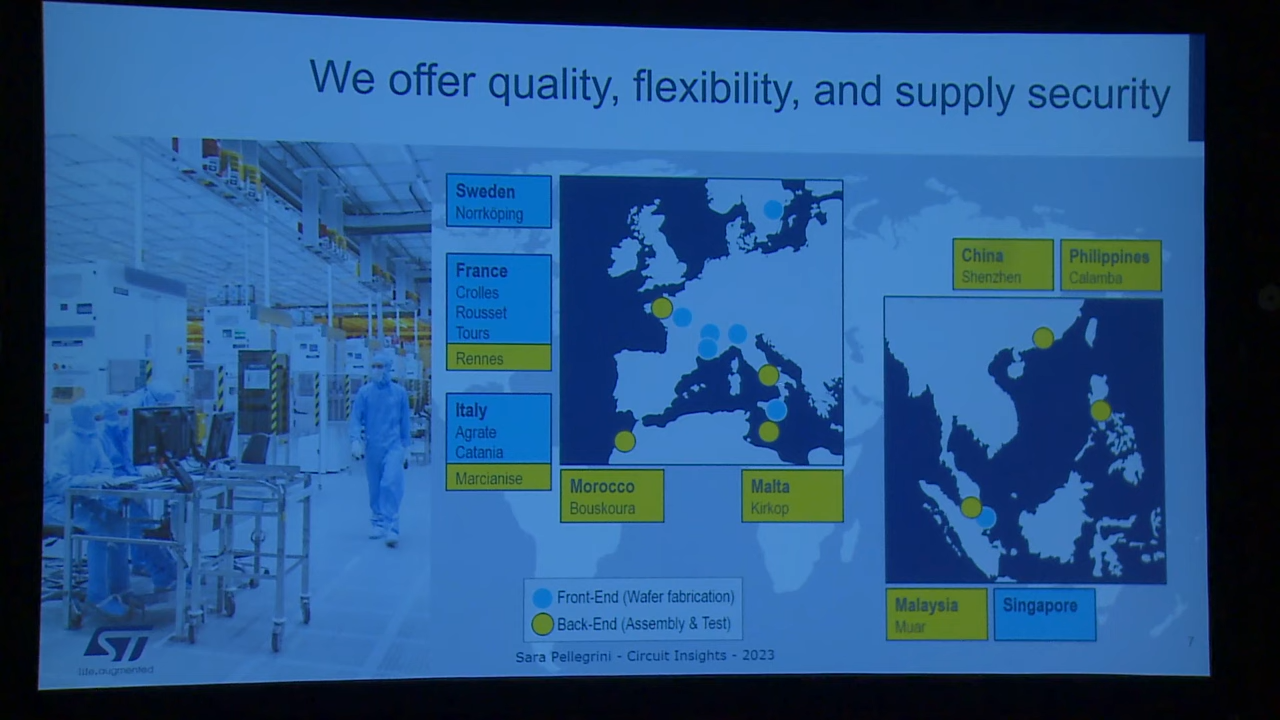 We offer quality, flexibility, and supply security
Sweden
Norrköping
France
Crolles
Rousset
Tours
Rennes
Italy
Agrate
Catania
Marcianise
Morocco
Bouskoura
Malta
Kirkop
China
Shenzhen
Philippines
Calamba
Malaysia
Muar
Singapore
Front-End (Wafer fabrication)
Back-End (Assembly & Test)
Sara Pellegrini - Circuit Insights - 2023
7
ST
life.augmented